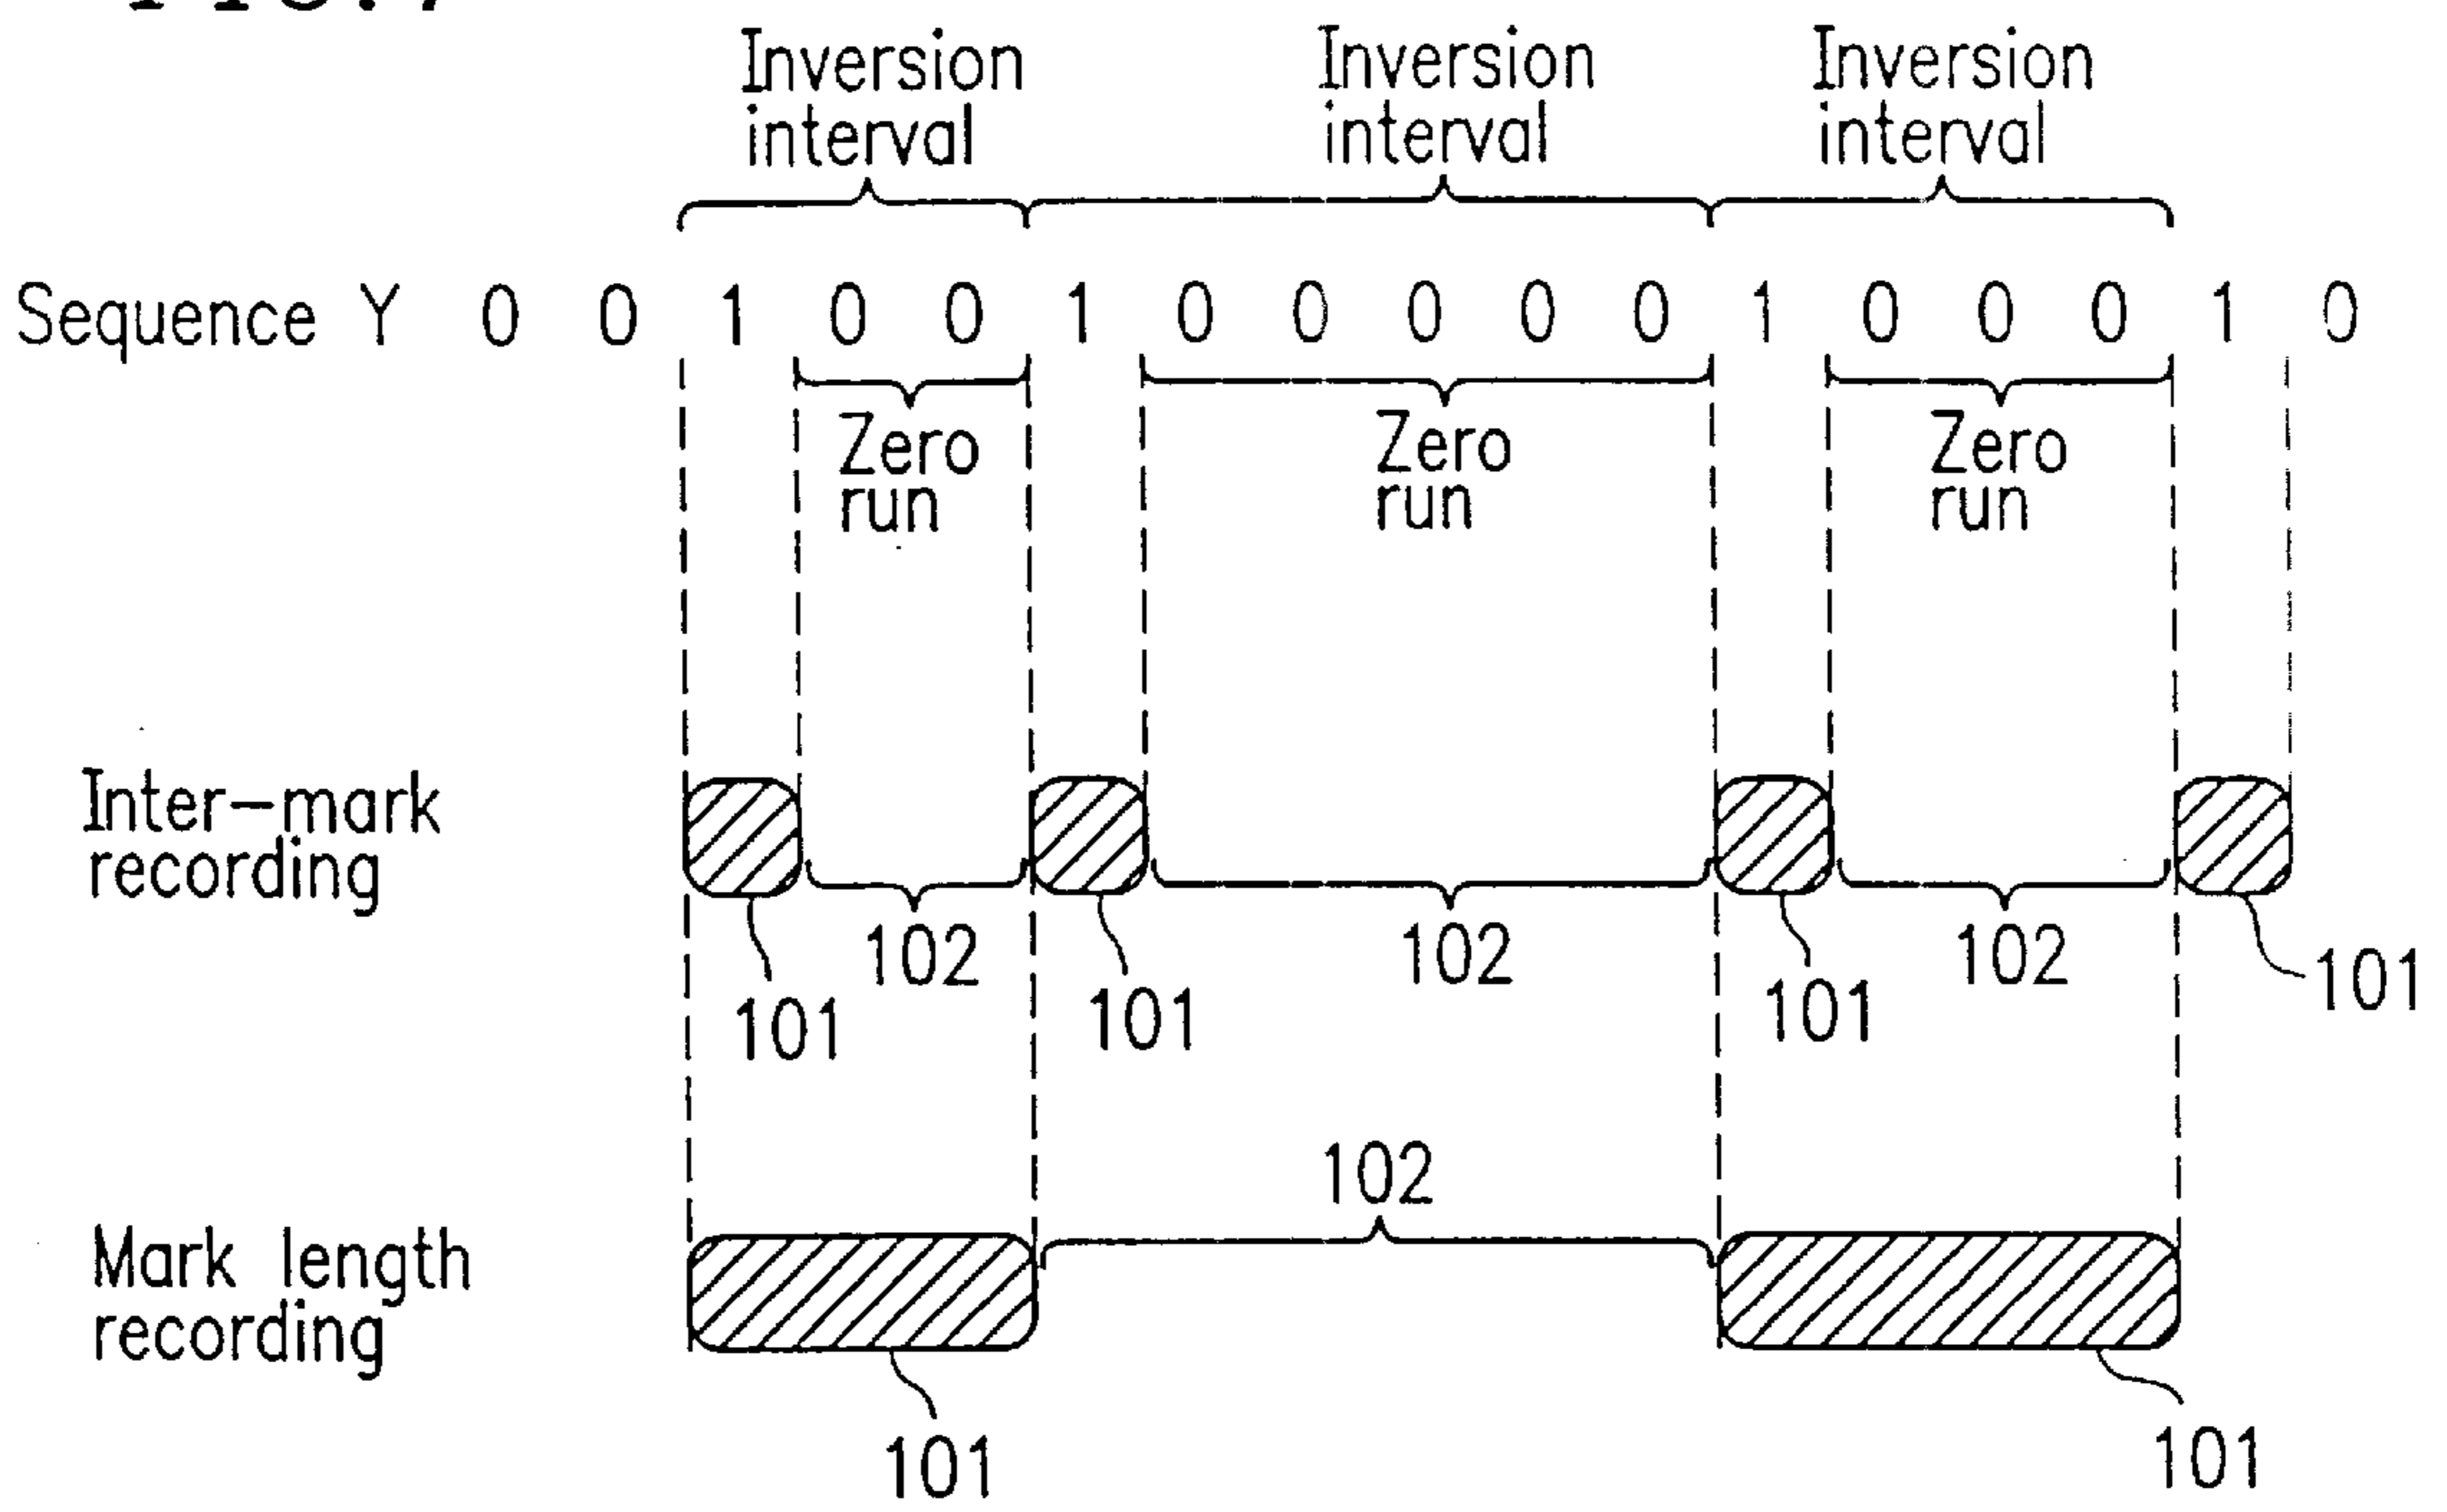 Inversion
interval
Inversion
interval
Inversion
interval
Sequence Y 0 0 1 0 0 1 0 0 0 0 0 1 0 0 0 1 0
Zero
run
Zero
run
Zero
run
Inter-mark
recording
102
102
102
101
101
101
101
102
Mark length
recording
101
101